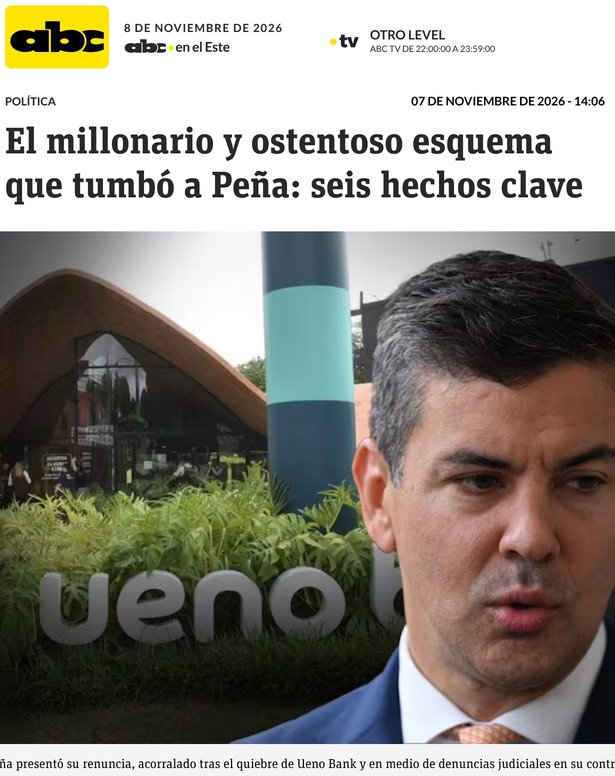 abc
8 DE NOVIEMBRE DE 2026
abc en el Este
tv
OTRO LEVEL
ABC TV DE 22:00:00 A 23:59:00
POLÍTICA
07 DE NOVIEMBRE DE 2026 - 14:06
El millonario y ostentoso esquema
que tumbó a Peña: seis hechos clave
ueno b
ña presentó su renuncia, acorralado tras el quiebre de Ueno Bank y en medio de denuncias judiciales en su contr